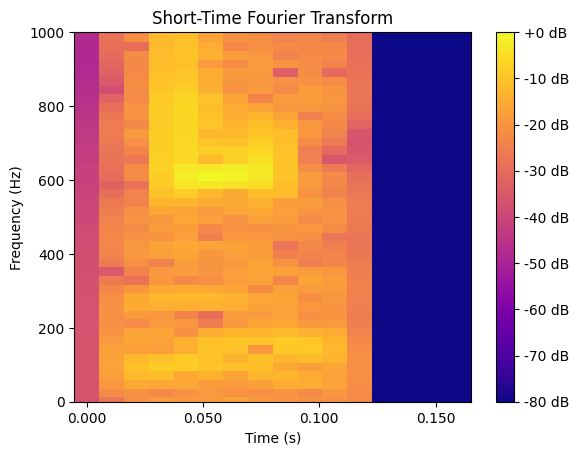 Short-Time Fourier Transform
Frequency (Hz)
1000
800
600
400
200
0
0.000
0.050
0.100
0.150
Time (s)
+0 dB
-10 dB
-20 dB
-30 dB
-40 dB
-50 dB
-60 dB
-70 dB
-80 dB